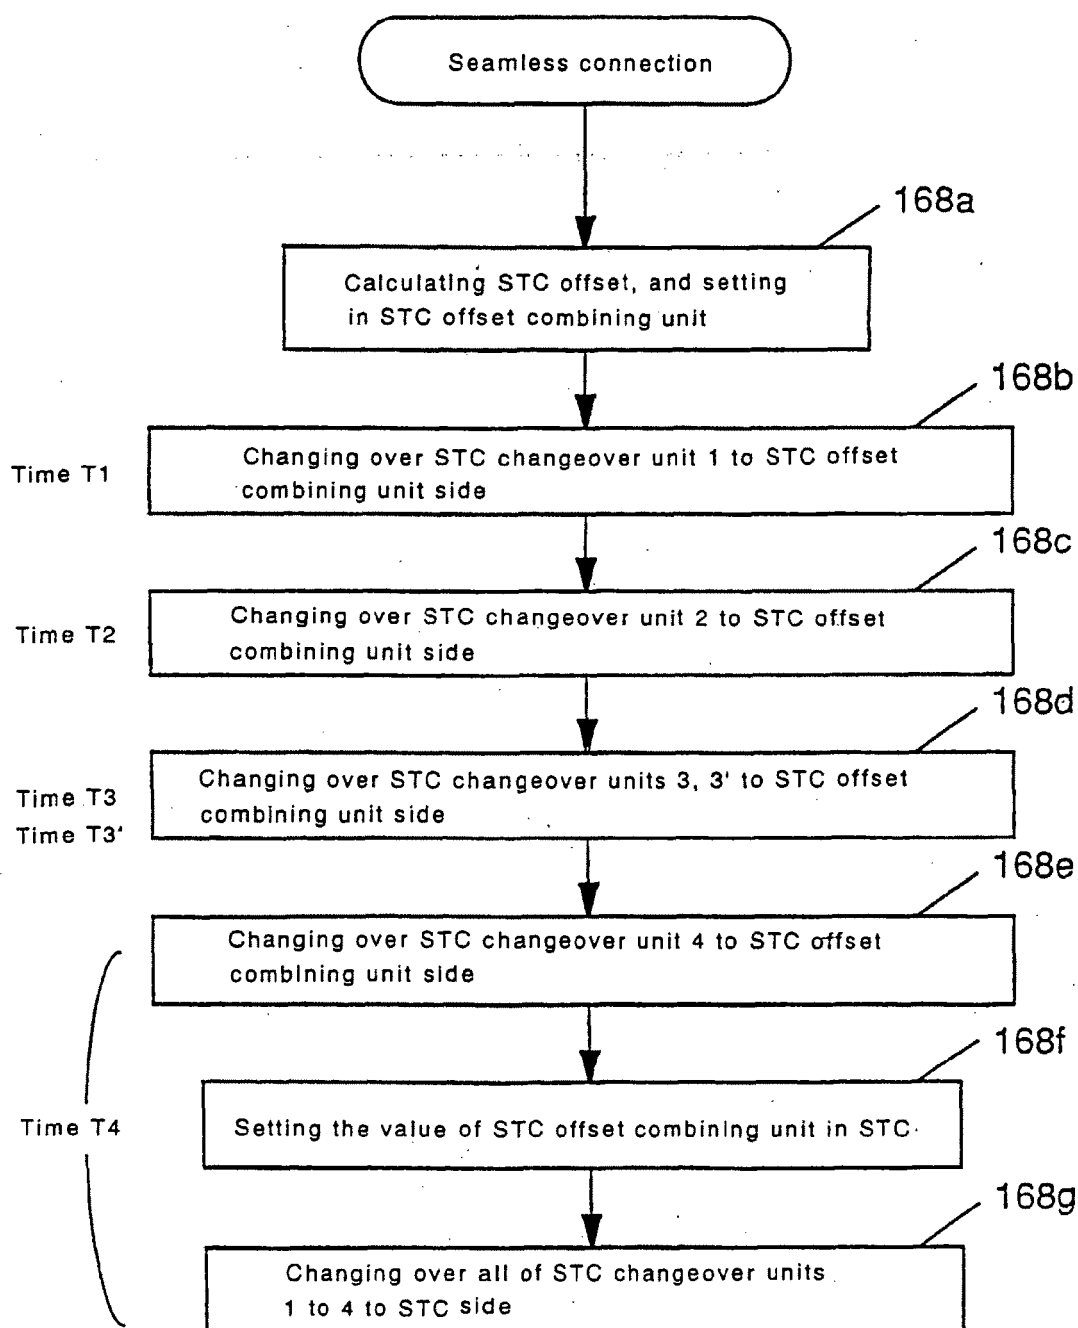 Seamless connection
168a
Calculating STC offset, and setting
in STC offset combining unit
168b
Time T1
Changing over STC changeover unit 1 to STC offset
combining unit side
168c
Time T2
Changing over STC changeover unit 2 to STC offset
combining unit side
168d
Time T3
Time T3'
Changing over STC changeover units 3, 3' to STC offset
combining unit side
168e
Changing over STC changeover unit 4 to STC offset
combining unit side
168f
Time T4
Setting the value of STC offset combining unit in STC
168g
Changing over all of STC changeover units
1 to 4 to STC side